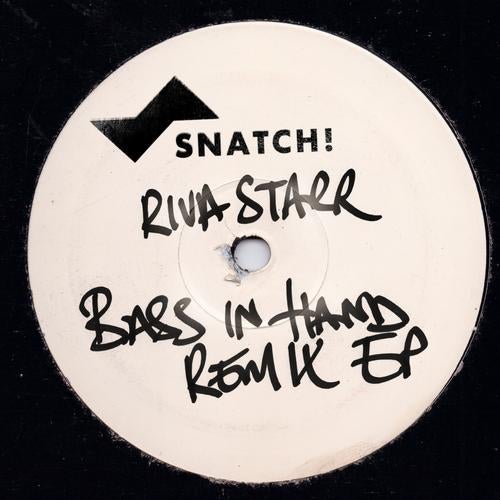 SNATCH!
RIVA STARR
BASS IN HAND
REMIX EP